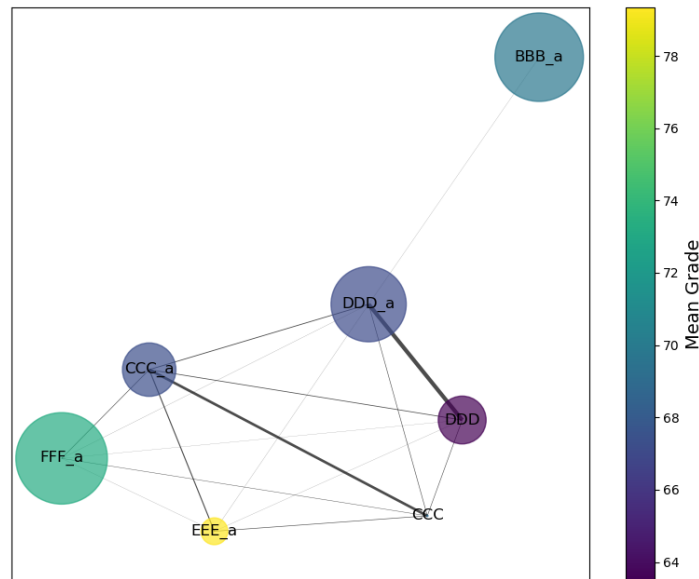 BBB_a
DDD_a
CCC_a
DDD
FFF_a
CCC
EEE_a
78
76
74
72
70
68
66
64
Mean Grade